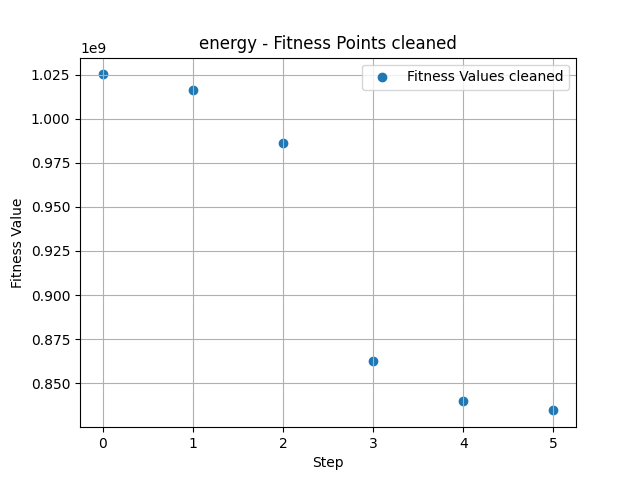 energy - Fitness Points cleaned
1e9
Fitness Values cleaned
1.025
1.000
0.975
0.950
0.925
0.900
0.875
0.850
Fitness Value
0 1 2 3 4 5
Step